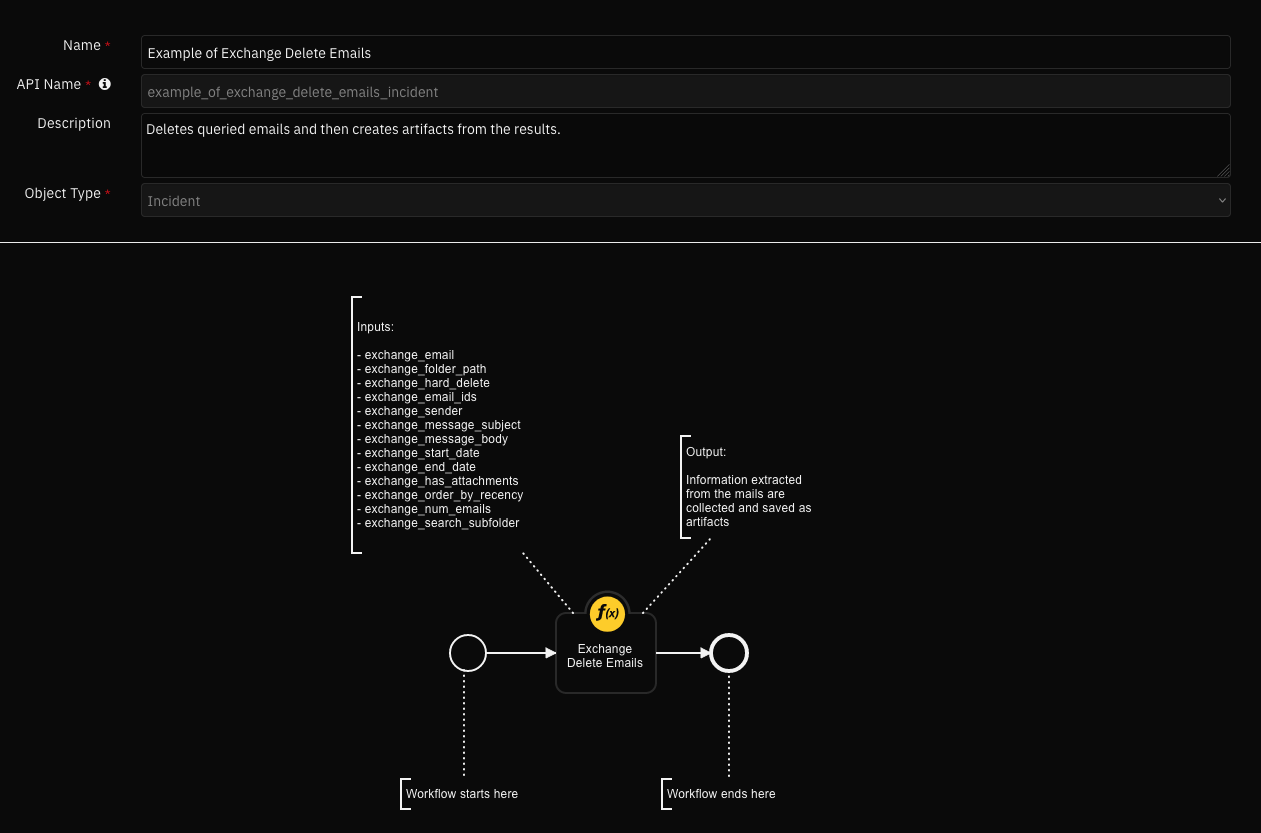 Name *
Example of Exchange Delete Emails
API Name *
example_of_exchange_delete_emails_incident
Description
Deletes queried emails and then creates artifacts from the results.
Object Type *
Incident
Inputs:
- exchange_email
- exchange_folder_path
- exchange_hard_delete
- exchange_email_ids
- exchange_sender
- exchange_message_subject
- exchange_message_body
- exchange_start_date
- exchange_end_date
- exchange_has_attachments
- exchange_order_by_recency
- exchange_num_emails
- exchange_search_subfolder
Output:
Information extracted
from the mails are
collected and saved as
artifacts
f(x)
Exchange
Delete Emails
Workflow starts here
Workflow ends here